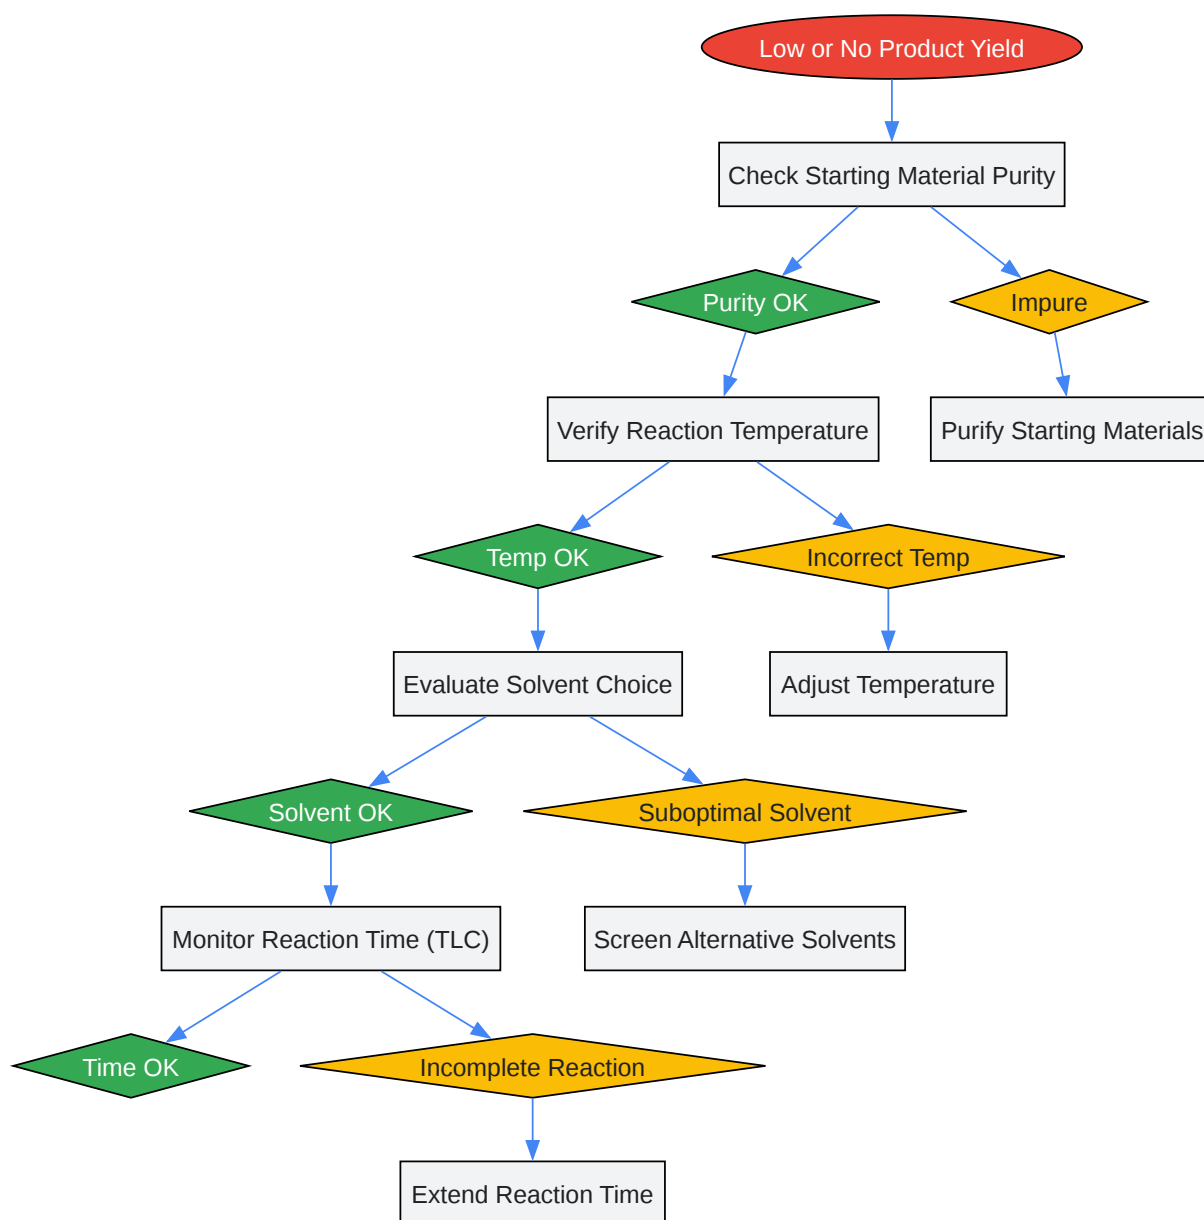 Low or No Product Yield
Check Starting Material Purity
Purity OK
Impure
Verify Reaction Temperature
Purify Starting Materials
Temp OK
Incorrect Temp
Evaluate Solvent Choice
Adjust Temperature
Solvent OK
Suboptimal Solvent
Monitor Reaction Time (TLC)
Screen Alternative Solvents
Time OK
Incomplete Reaction
Extend Reaction Time